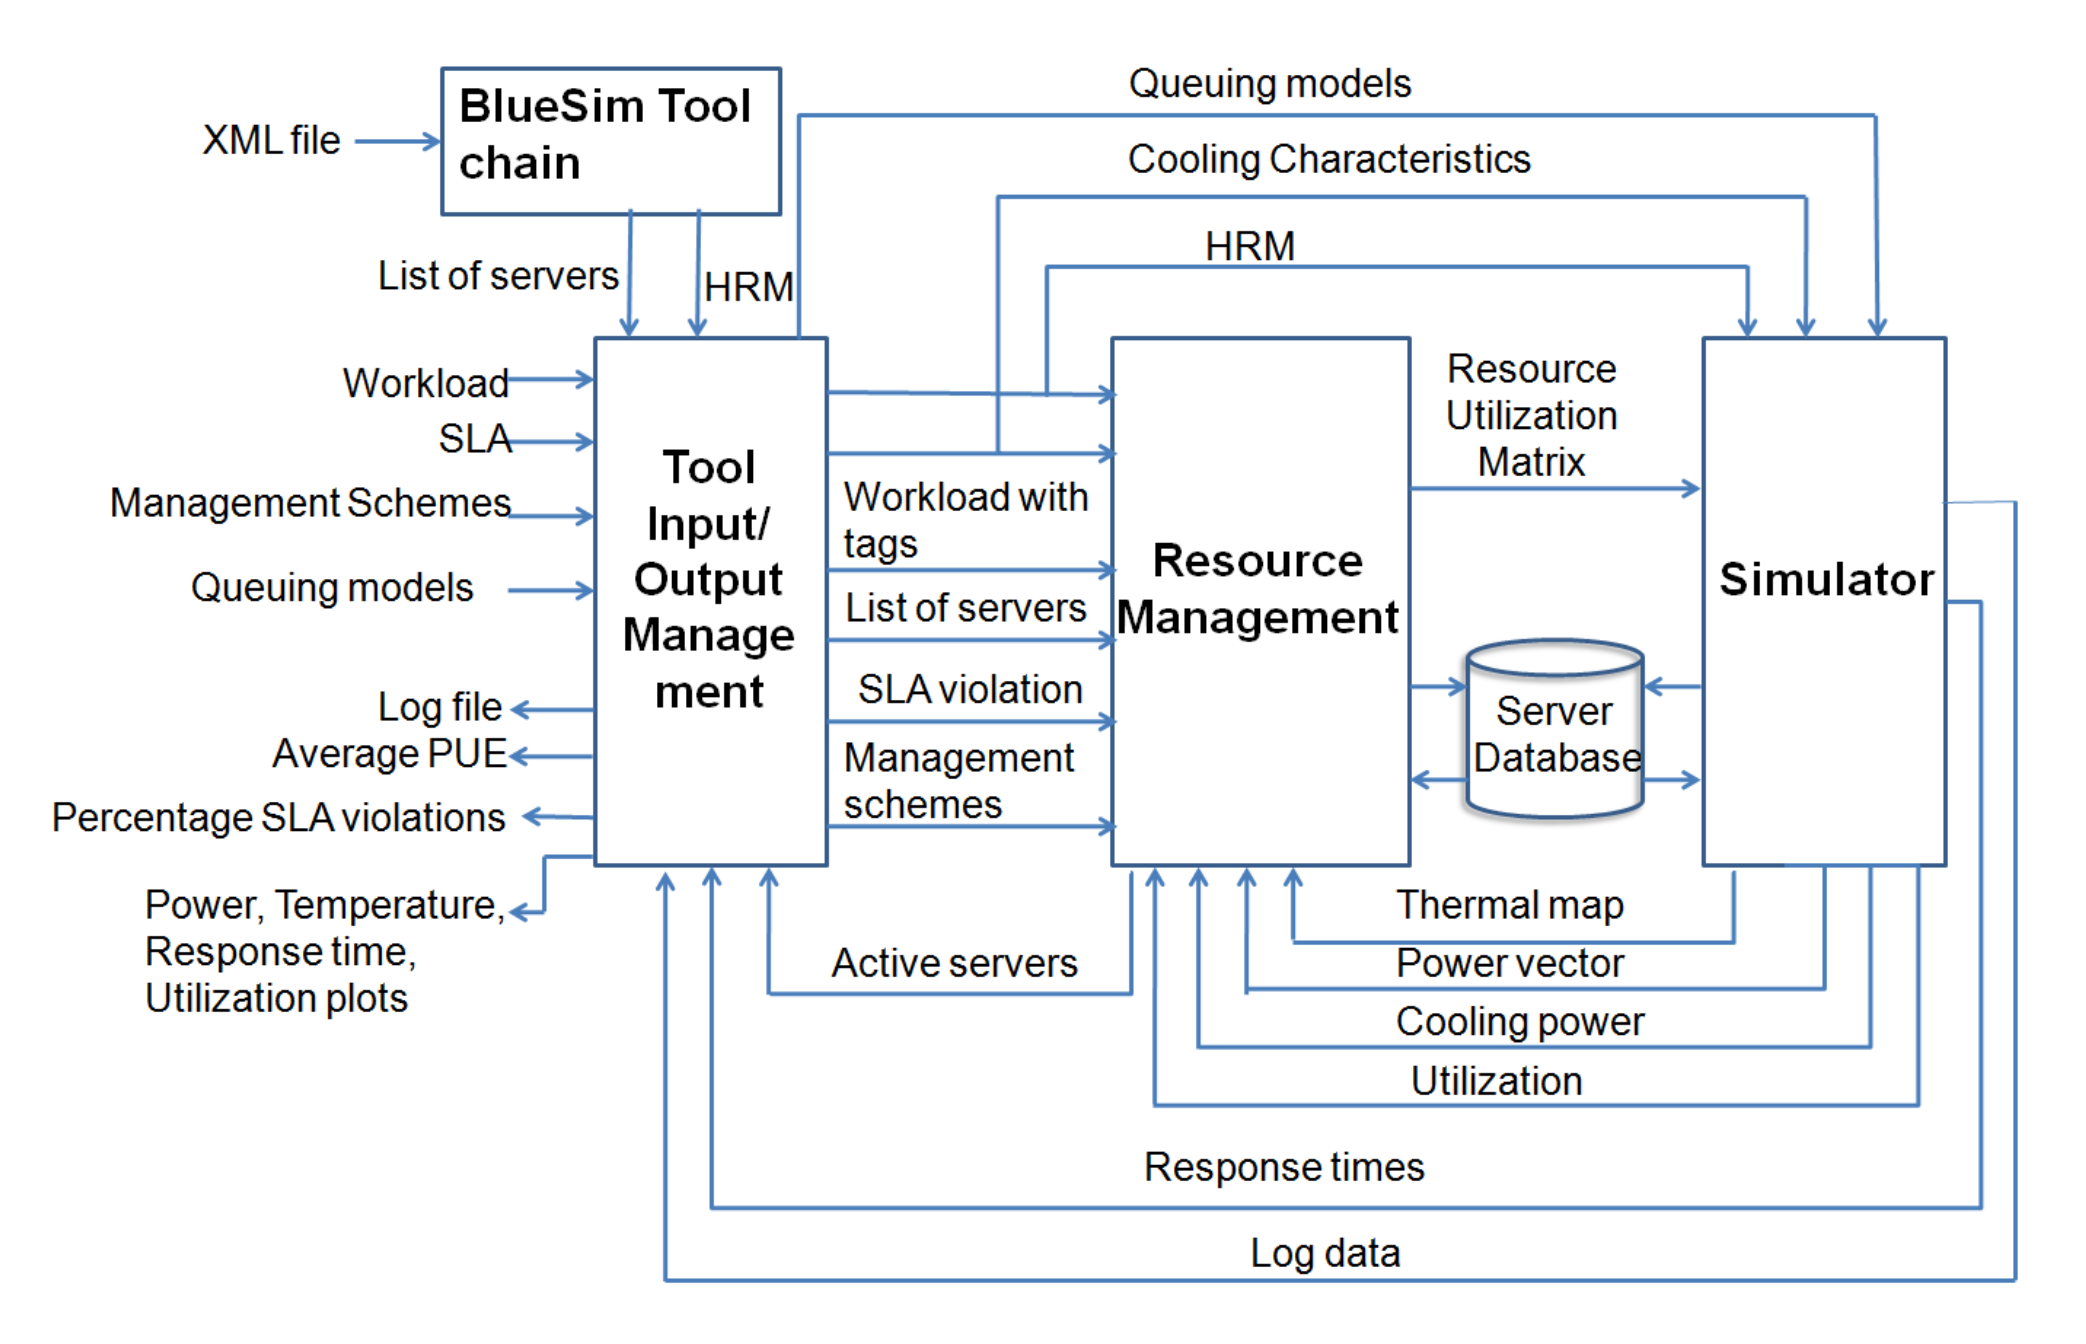 Queuing models
BlueSim Tool
chain
XML file
Cooling Characteristics
HRM
List of servers
HRM
Workload
SLA
Management Schemes
Queuing models
Log file
Average PUE
Percentage SLA violations
Power, Temperature,
Response time,
Utilization plots
Tool
Input/
Output
Manage
ment
Workload with
tags
List of servers
SLA violation
Management
schemes
Resource
Management
Resource
Utilization
Matrix
Server
Database
Simulator
Active servers
Thermal map
Power vector
Cooling power
Utilization
Response times
Log data